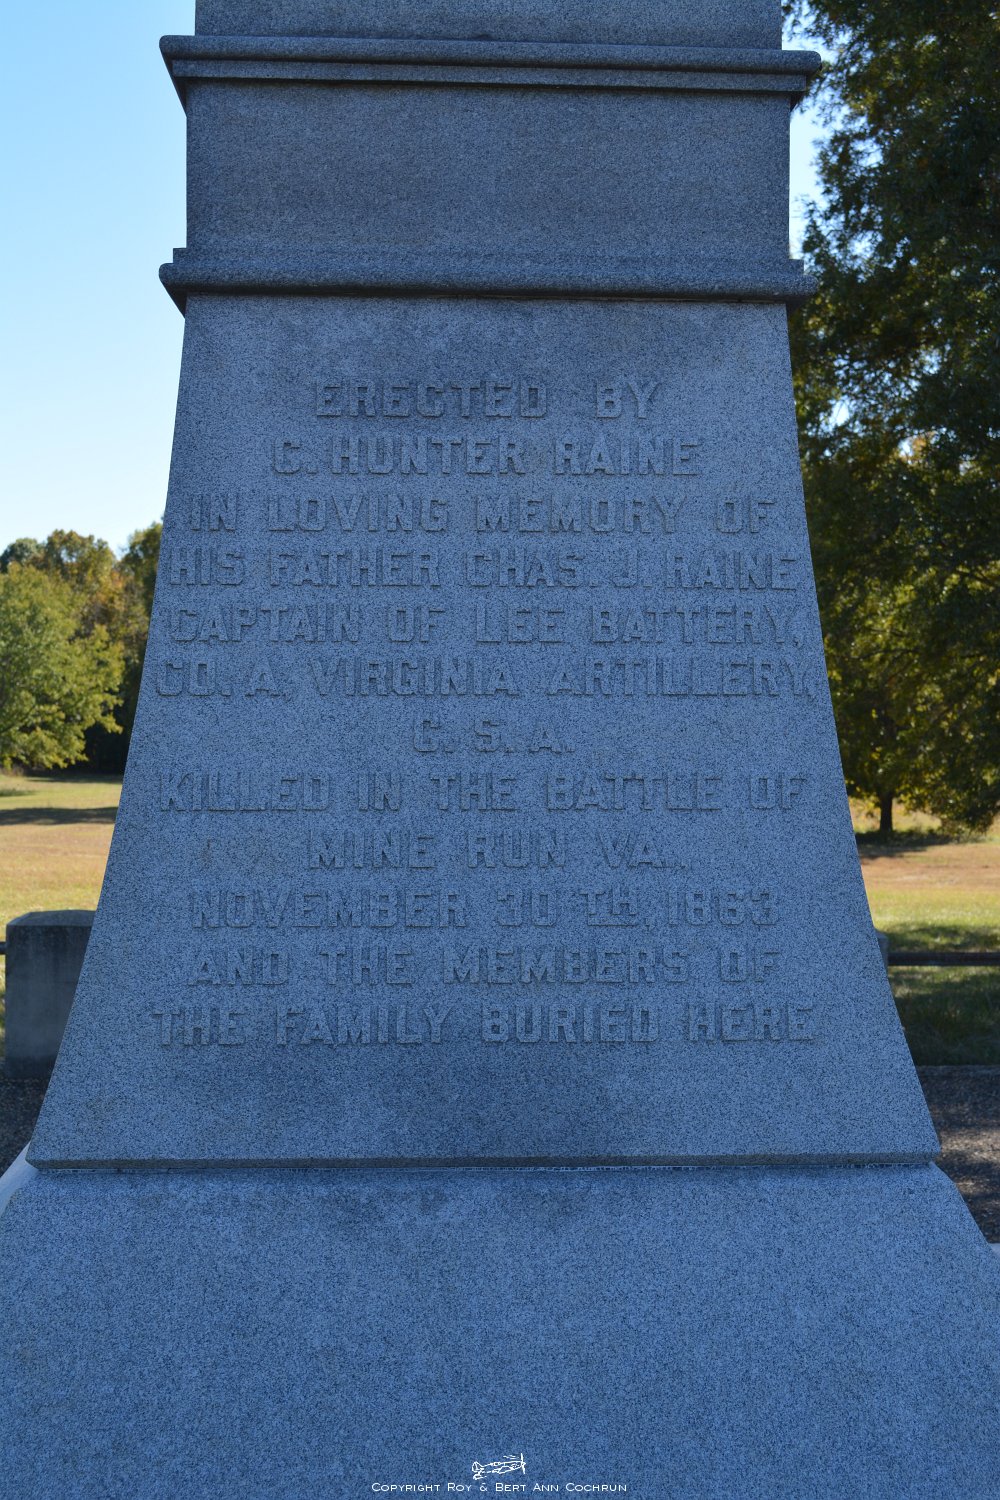 ERECTED BY
C. HUNTER RAINE
IN LOVING MEMORY OF
HIS FATHER CHAS. J. RAINE
CAPTAIN OF LEE BATTERY,
CO. A, VIRGINIA ARTILLERY,
C. S. A.
KILLED IN THE BATTLE OF
MINE RUN VA.,
NOVEMBER 30TH, 1863
AND THE MEMBERS OF
THE FAMILY BURIED HERE
COPYRIGHT ROY & BERT ANN COCHRUN